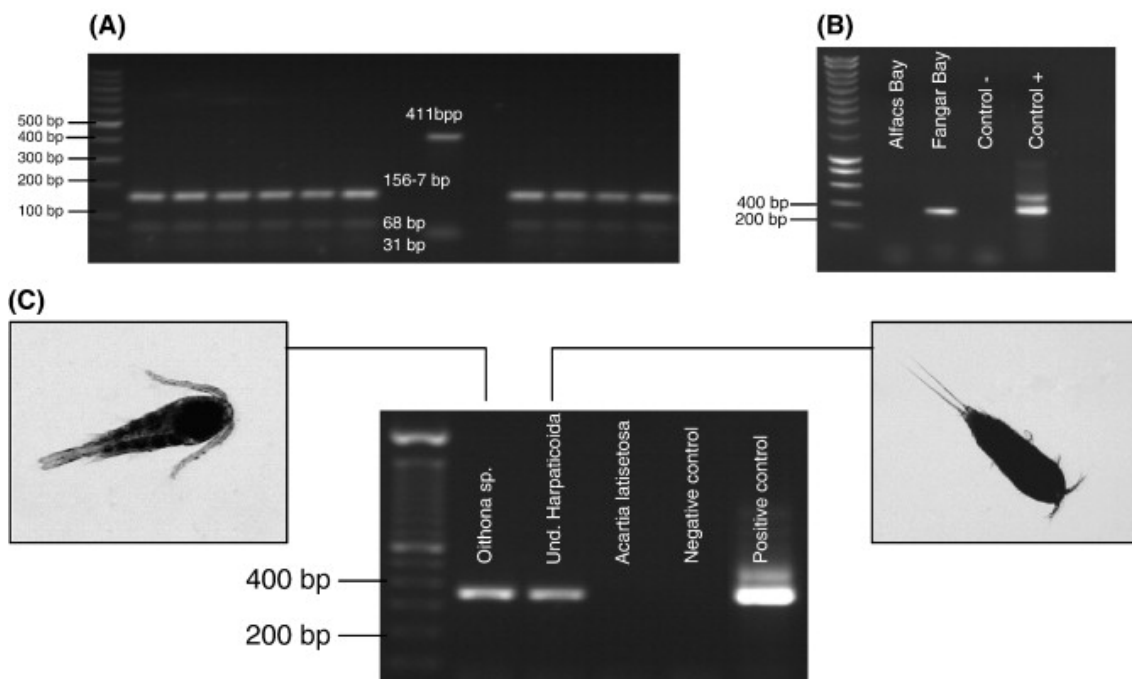 (A)
500 bp
400 bp
300 bp
200 bp
100 bp
411bpp
156-7 bp
68 bp
31 bp
(B)
Alfacs Bay
Fangar Bay
Control -
Control +
400 bp
200 bp
(C)
Oithona sp.
Und. Harpaticoida
Acartia latisetosa
Negative control
Positive control
400 bp
200 bp